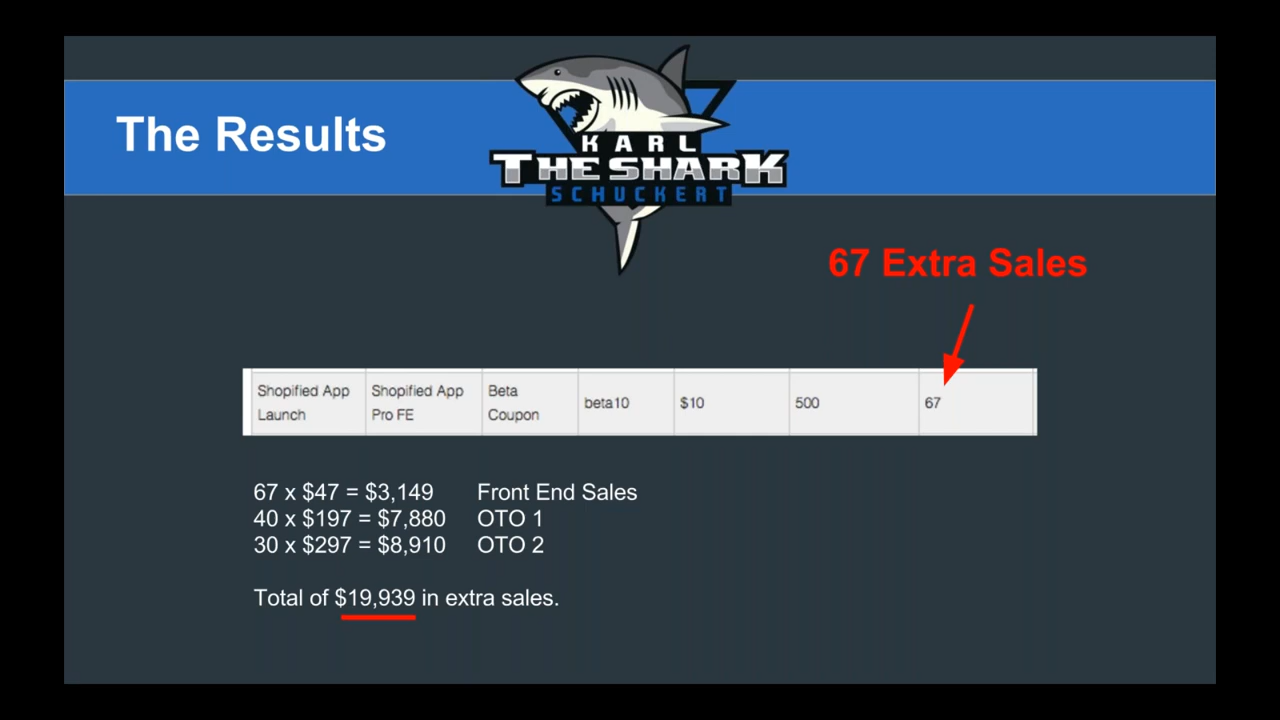 The Results
KARL
THE SHARK
SCHUCKERT
67 Extra Sales
Shopified App Launch Shopified App Pro FE Beta Coupon beta10 $10 500 67
67 x $47 = $3,149 Front End Sales
40 x $197 = $7,880 OTO 1
30 x $297 = $8,910 OTO 2
Total of $19,939 in extra sales.